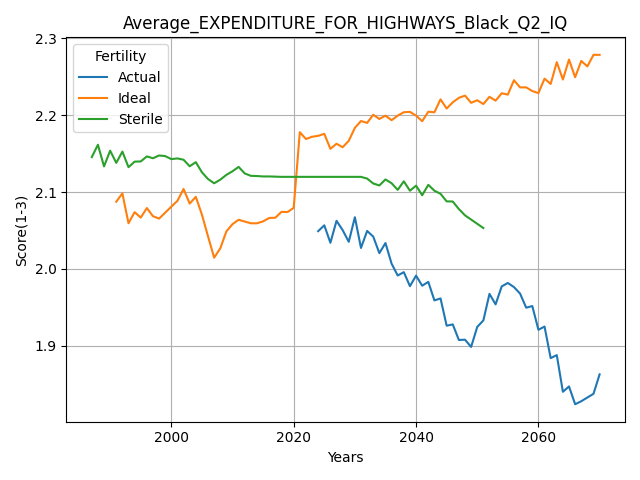 Average_EXPENDITURE_FOR_HIGHWAYS_Black_Q2_IQ
Fertility
Actual
Ideal
Sterile
Score(1-3)
2.3
2.2
2.1
2.0
1.9
2000
2020
2040
2060
Years